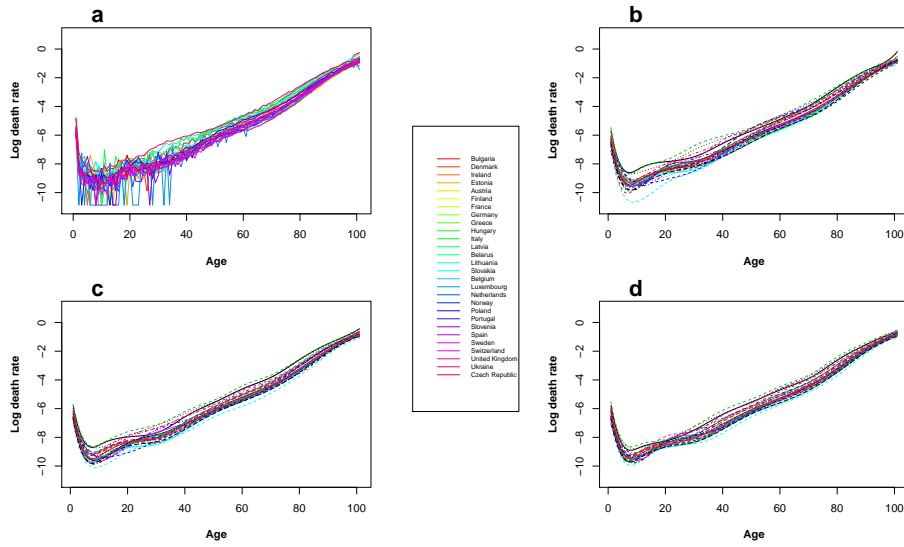 a
Log death rate
0
−2
−4
−6
−8
−10
0 20 40 60 80 100
Age
b
Log death rate
0
−2
−4
−6
−8
−10
0 20 40 60 80 100
Age
Bulgaria
Denmark
Ireland
Estonia
Austria
Finland
France
Germany
Greece
Hungary
Italy
Latvia
Belarus
Lithuania
Slovakia
Belgium
Luxembourg
Netherlands
Norway
Poland
Portugal
Slovenia
Spain
Sweden
Switzerland
United Kingdom
Ukraine
Czech Republic
c
Log death rate
0
−2
−4
−6
−8
−10
0 20 40 60 80 100
Age
d
Log death rate
0
−2
−4
−6
−8
−10
0 20 40 60 80 100
Age